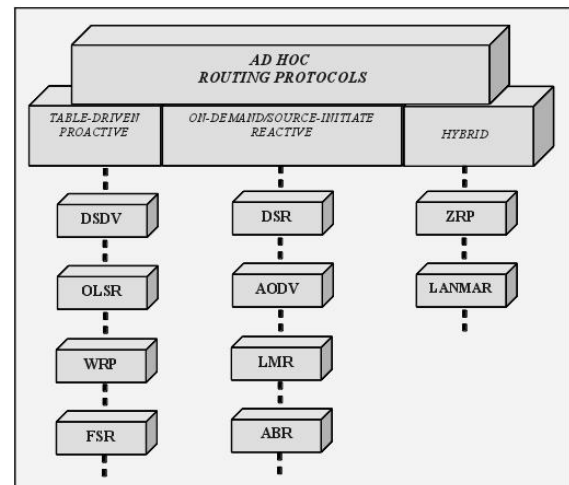 AD HOC
ROUTING PROTOCOLS
TABLE-DRIVEN
PROACTIVE
ON-DEMAND/SOURCE-INITIATE
REACTIVE
HYBRID
DSDV
DSR
ZRP
OLSR
AODV
LANMAR
WRP
LMR
FSR
ABR